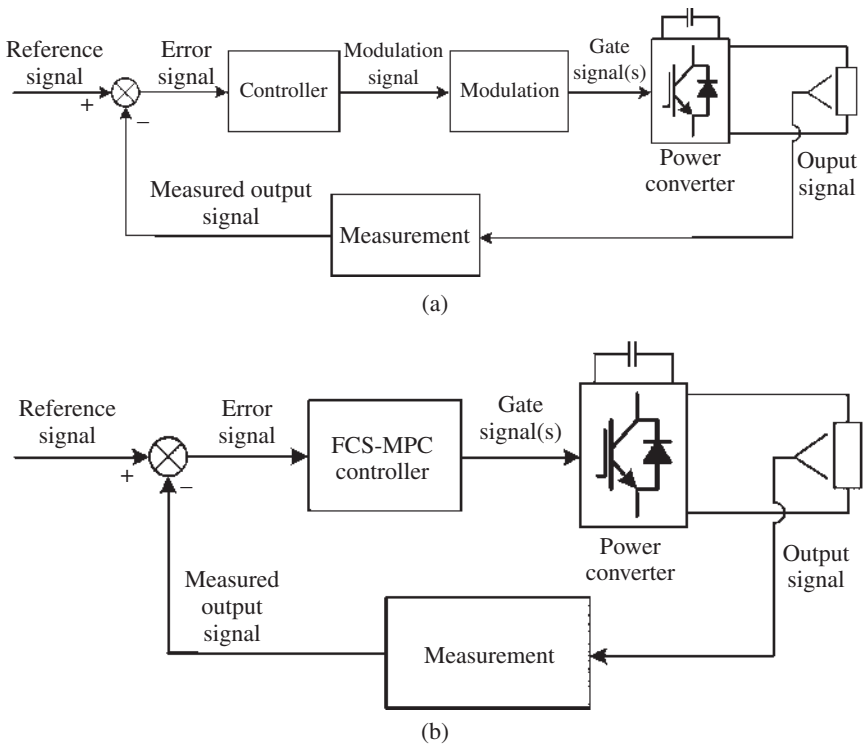 Reference
signal
+
−
Error
signal
Controller
Modulation
signal
Modulation
Gate
signal(s)
Power
converter
Ouput
signal
Measured output
signal
Measurement
(a)
Reference
signal
+
−
Error
signal
FCS-MPC
controller
Gate
signal(s)
Power
converter
Output
signal
Measured
output
signal
Measurement
(b)